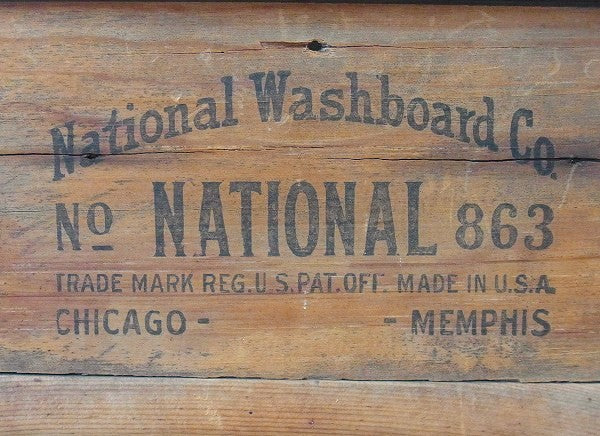 National Washboard Co.
No NATIONAL 863
TRADE MARK REG. U.S. PAT. OFF. MADE IN U.S.A.
CHICAGO - - MEMPHIS